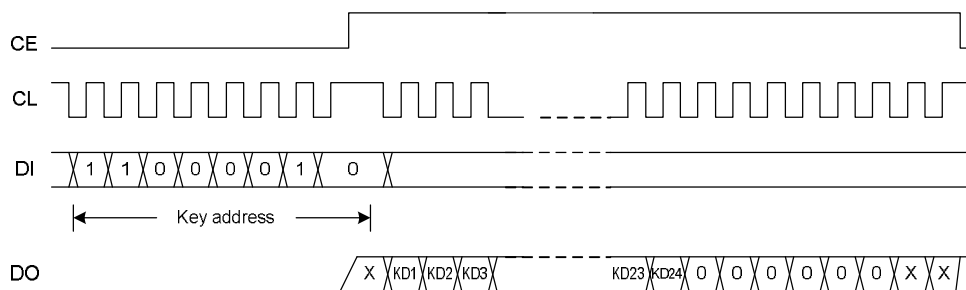 CE
CL
DI 1 1 0 0 0 0 1 0
Key address
DO X KD1 KD2 KD3 KD23 KD24 0 0 0 0 0 0 X X